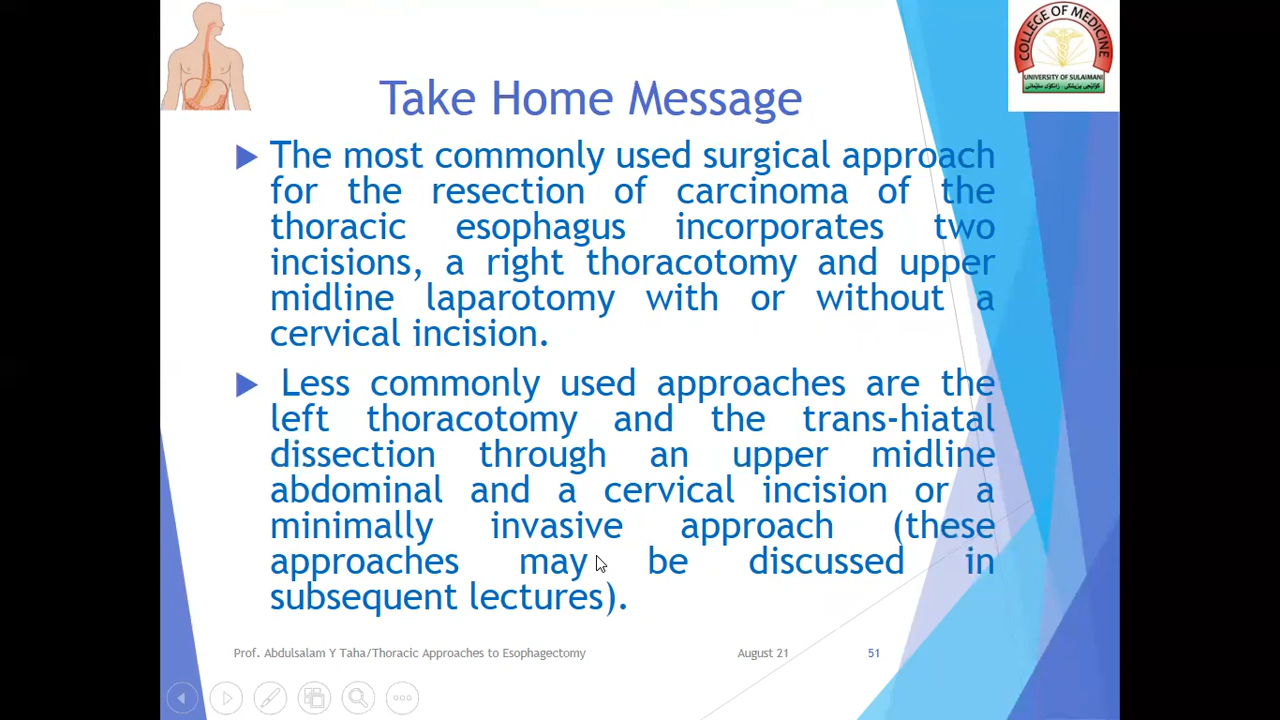 COLLEGE OF MEDICINE
UNIVERSITY OF SULAIMANI
Take Home Message
The most commonly used surgical approach
for the resection of carcinoma of the
thoracic esophagus incorporates two
incisions, a right thoracotomy and upper
midline laparotomy with or without a
cervical incision.
Less commonly used approaches are the
left thoracotomy and the trans-hiatal
dissection through an upper midline
abdominal and a cervical incision or a
minimally invasive approach (these
approaches may be discussed in
subsequent lectures).
Prof. Abdulsalam Y Taha/Thoracic Approaches to Esophagectomy
August 21
51